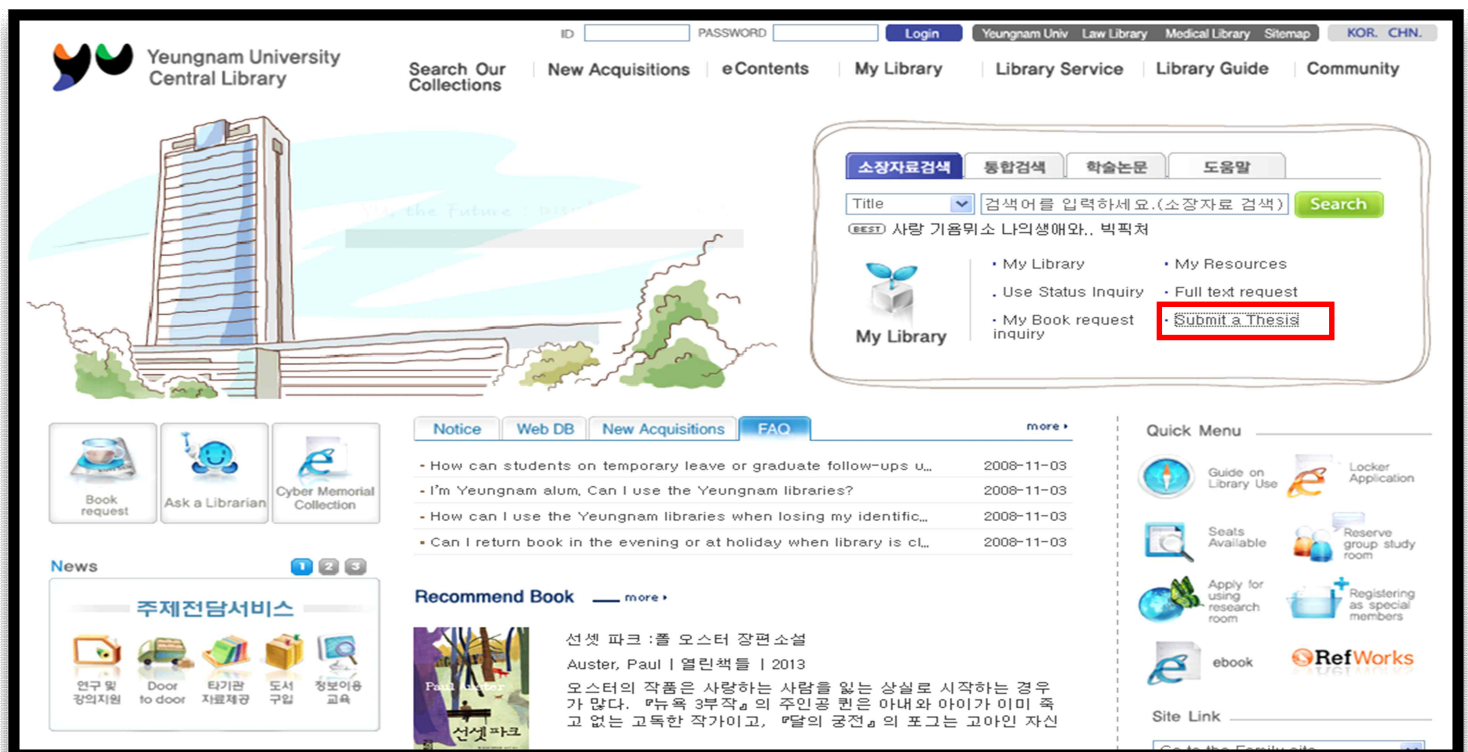 ID PASSWORD Login Yeungnam Univ Law Library Medical Library Sitemap KOR. CHN.
Yeungnam University
Central Library
Search Our
Collections
New Acquisitions
eContents
My Library
Library Service
Library Guide
Community
the Future :
소장자료검색 통합검색 학술논문 도움말
Title 검색어를 입력하세요.(소장자료 검색) Search
BEST 사랑 기욤뮈소 나의생애와.. 빅픽처
My Library
· My Library
· My Resources
. Use Status Inquiry
· Full text request
· My Book request
inquiry
· Submit a Thesis
Book
request
Ask a Librarian
Cyber Memorial
Collection
Notice Web DB New Acquisitions FAQ more
How can students on temporary leave or graduate follow-ups u... 2008-11-03
I'm Yeungnam alum, Can I use the Yeungnam libraries? 2008-11-03
How can I use the Yeungnam libraries when losing my identific... 2008-11-03
Can I return book in the evening or at holiday when library is cl... 2008-11-03
Quick Menu
Guide on
Library Use
Locker
Application
Seats
Available
Reserve
group study
room
Apply for
using
research
room
Registering
as special
members
ebook
RefWorks
Site Link
Go to the Family site
News 1 2 3
주제전담서비스
연구 및
강의지원
Door
to door
타기관
자료제공
도서
구입
정보이용
교육
Recommend Book more
Paul Auster
선셋파크
선셋 파크 :폴 오스터 장편소설
Auster, Paul | 열린책들 | 2013
오스터의 작품은 사랑하는 사람을 잃는 상실로 시작하는 경우
가 많다. 『뉴욕 3부작』의 주인공 퀸은 아내와 아이가 이미 죽
고 없는 고독한 작가이고, 『달의 궁전』의 포그는 고아인 자신